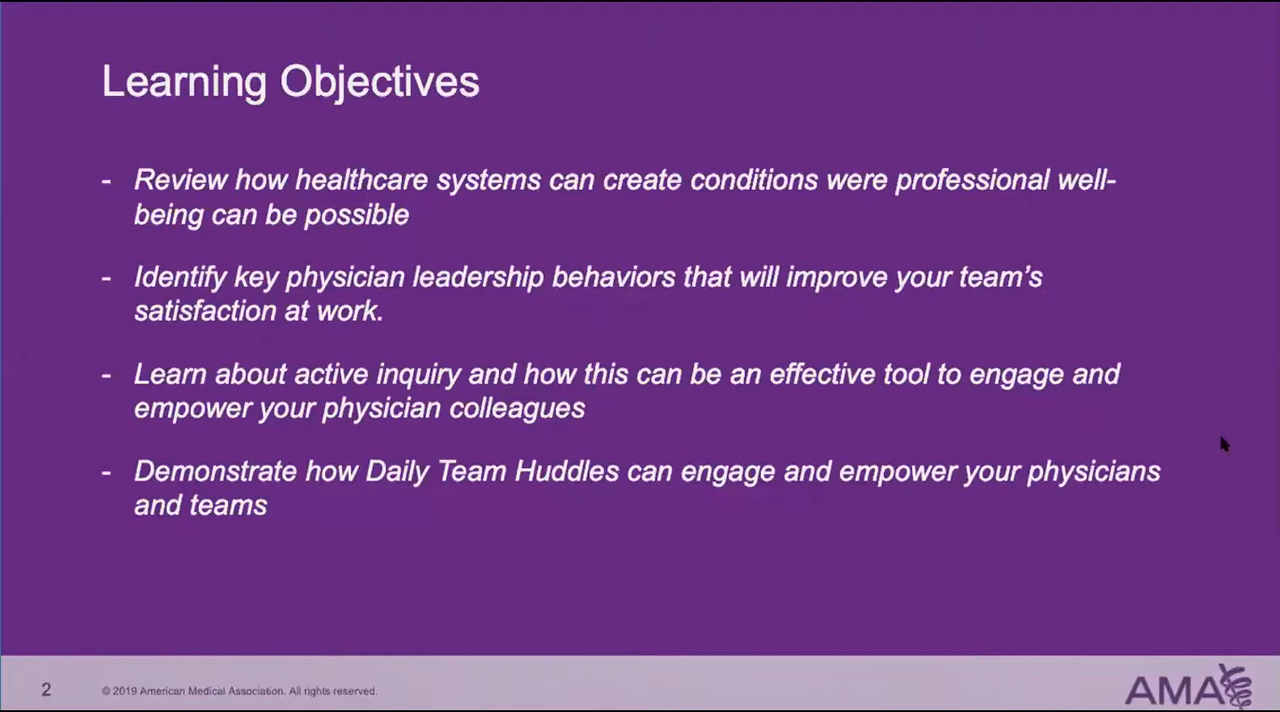 Learning Objectives
- Review how healthcare systems can create conditions were professional well-
being can be possible
- Identify key physician leadership behaviors that will improve your team's
satisfaction at work.
- Learn about active inquiry and how this can be an effective tool to engage and
empower your physician colleagues
- Demonstrate how Daily Team Huddles can engage and empower your physicians
and teams
2 © 2019 American Medical Association. All rights reserved.
AMA